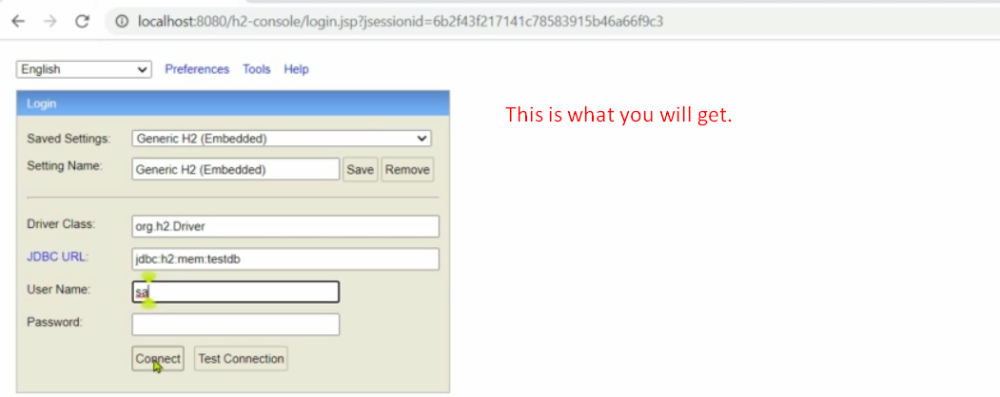 localhost:8080/h2-console/login.jsp?jsessionid=6b2f43f217141c78583915b46a66f9c3
English Preferences Tools Help
Login
This is what you will get.
Saved Settings: Generic H2 (Embedded)
Setting Name: Generic H2 (Embedded) Save Remove
Driver Class: org.h2.Driver
JDBC URL: jdbc:h2:mem:testdb
User Name: sa
Password:
Connect Test Connection